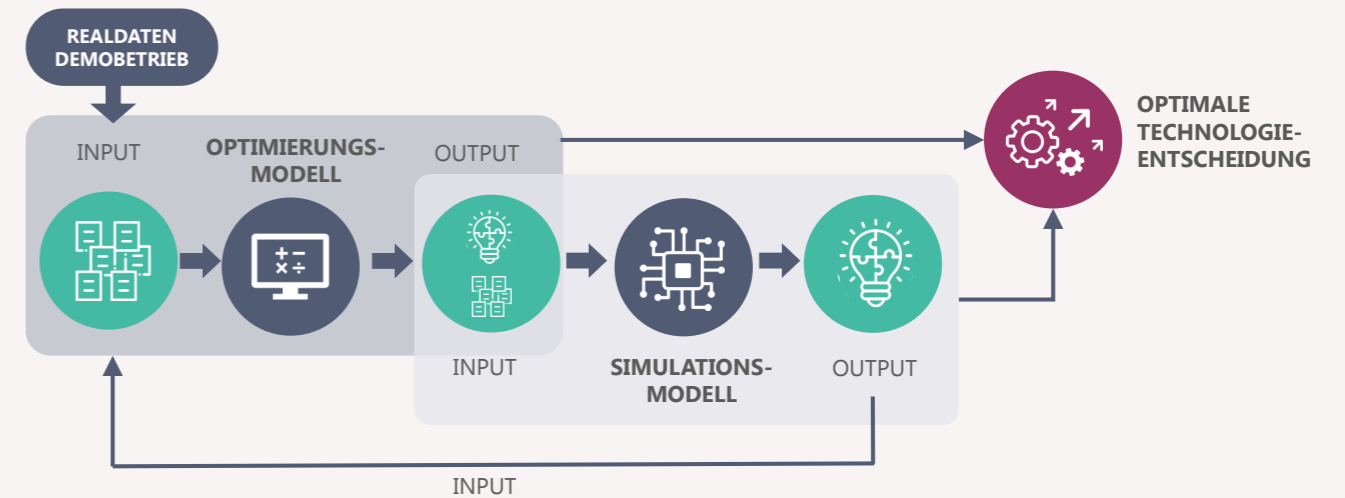 REALDATEN
DEMOBETRIEB
INPUT
OPTIMIERUNGS-
MODELL
OUTPUT
OPTIMALE
TECHNOLOGIE-
ENTSCHEIDUNG
INPUT
SIMULATIONS-
MODELL
OUTPUT
INPUT